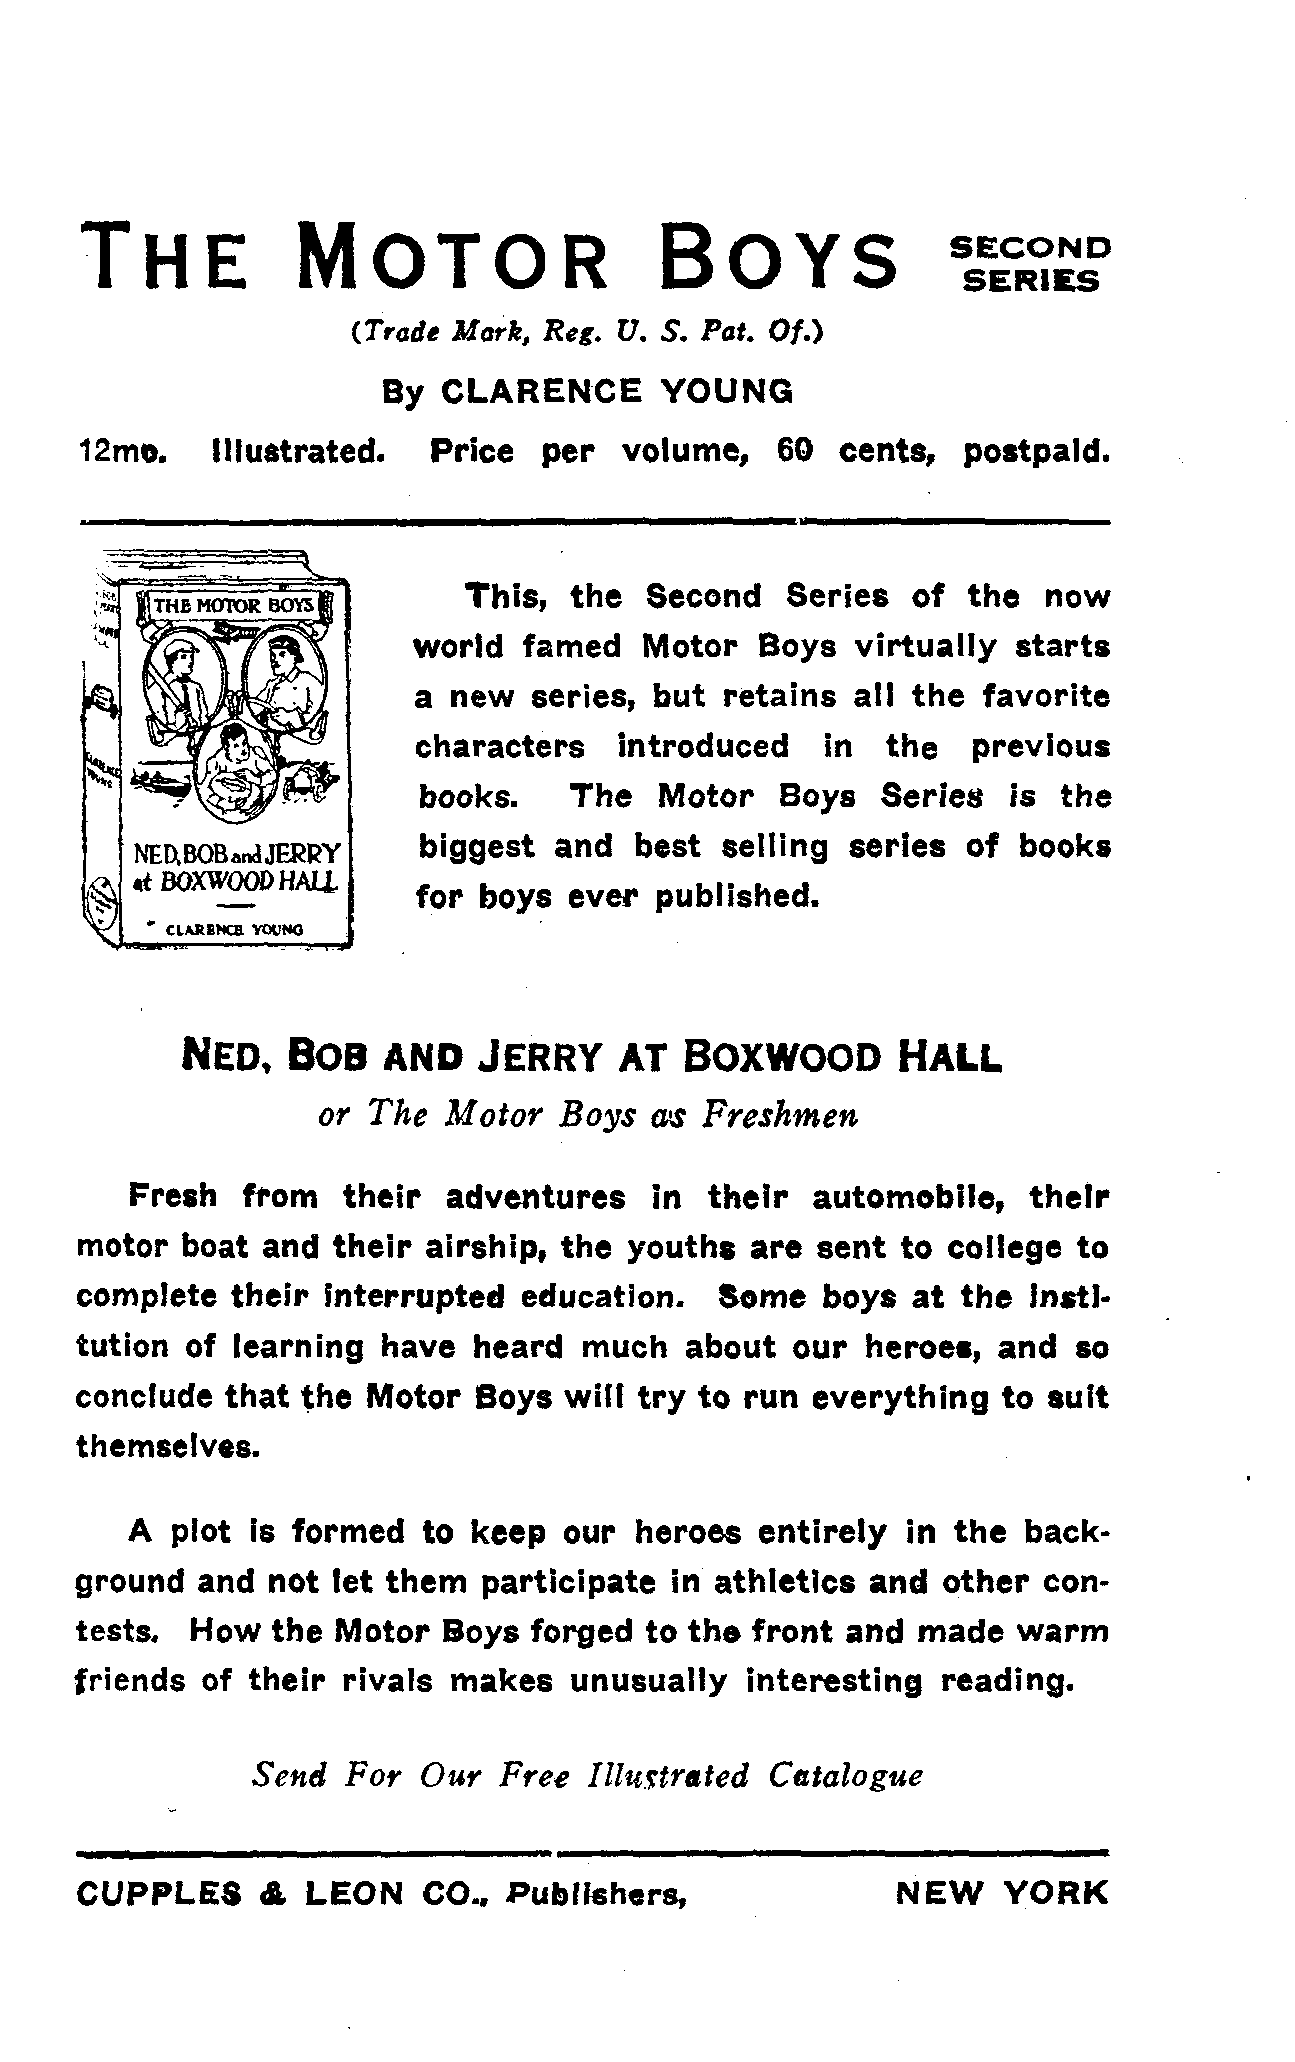 THE MOTOR BOYS SECOND SERIES
(Trade Mark, Reg. U. S. Pat. Of.)
By CLARENCE YOUNG
12mo. Illustrated. Price per volume, 60 cents, postpaid.
THE MOTOR BOYS
NED, BOB and JERRY
at BOXWOOD HALL
CLARENCE YOUNG
CLARENCE
YOUNG
This, the Second Series of the now
world famed Motor Boys virtually starts
a new series, but retains all the favorite
characters introduced in the previous
books. The Motor Boys Series is the
biggest and best selling series of books
for boys ever published.
NED, BOB AND JERRY AT BOXWOOD HALL
or The Motor Boys as Freshmen
Fresh from their adventures in their automobile, their
motor boat and their airship, the youths are sent to college to
complete their interrupted education. Some boys at the insti-
tution of learning have heard much about our heroes, and so
conclude that the Motor Boys will try to run everything to suit
themselves.
A plot is formed to keep our heroes entirely in the back-
ground and not let them participate in athletics and other con-
tests. How the Motor Boys forged to the front and made warm
friends of their rivals makes unusually interesting reading.
Send For Our Free Illustrated Catalogue
CUPPLES & LEON CO., Publishers, NEW YORK